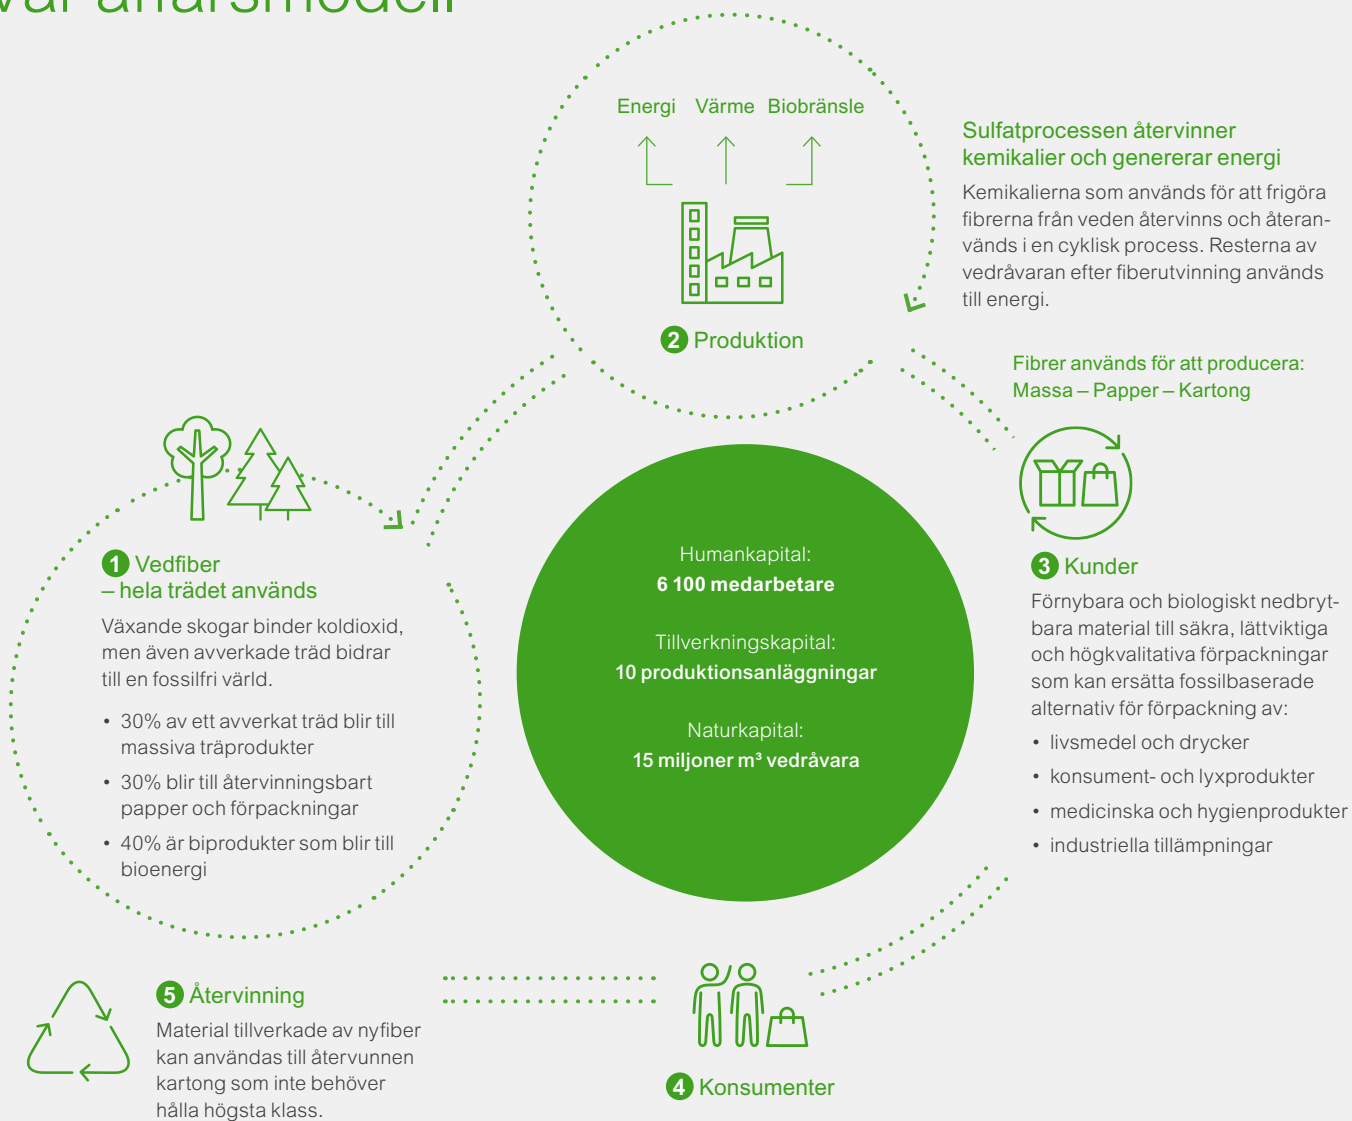 Vår affärsmodell
Energi Värme Biobränsle
2 Produktion
Sulfatprocessen återvinner
kemikalier och genererar energi
Kemikalierna som används för att frigöra
fibrerna från veden återvinns och återan-
vänds i en cyklisk process. Resterna av
vedråvaran efter fiberutvinning används
till energi.
Fibrer används för att producera:
Massa – Papper – Kartong
1 Vedfiber
– hela trädet används
Växande skogar binder koldioxid,
men även avverkade träd bidrar
till en fossilfri värld.
• 30% av ett avverkat träd blir till
massiva träprodukter
• 30% blir till återvinningsbart
papper och förpackningar
• 40% är biprodukter som blir till
bioenergi
Humankapital:
6 100 medarbetare
Tillverkningskapital:
10 produktionsanläggningar
Naturkapital:
15 miljoner m³ vedråvara
3 Kunder
Förnybara och biologiskt nedbryt-
bara material till säkra, lättviktiga
och högkvalitativa förpackningar
som kan ersätta fossilbaserade
alternativ för förpackning av:
• livsmedel och drycker
• konsument- och lyxprodukter
• medicinska och hygienprodukter
• industriella tillämpningar
4 Konsumenter
5 Återvinning
Material tillverkade av nyfiber
kan användas till återvunnen
kartong som inte behöver
hålla högsta klass.